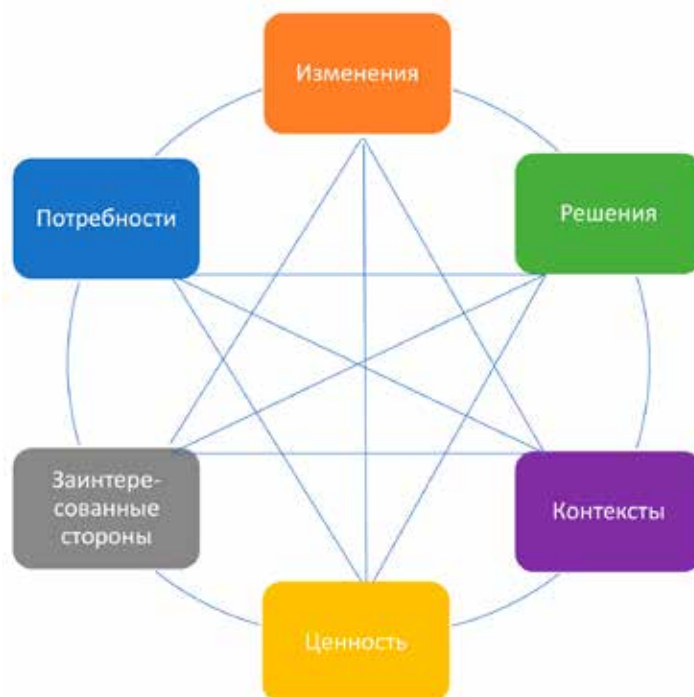 Изменения
Потребности
Решения
Заинтере-
сованные
стороны
Контексты
Ценность